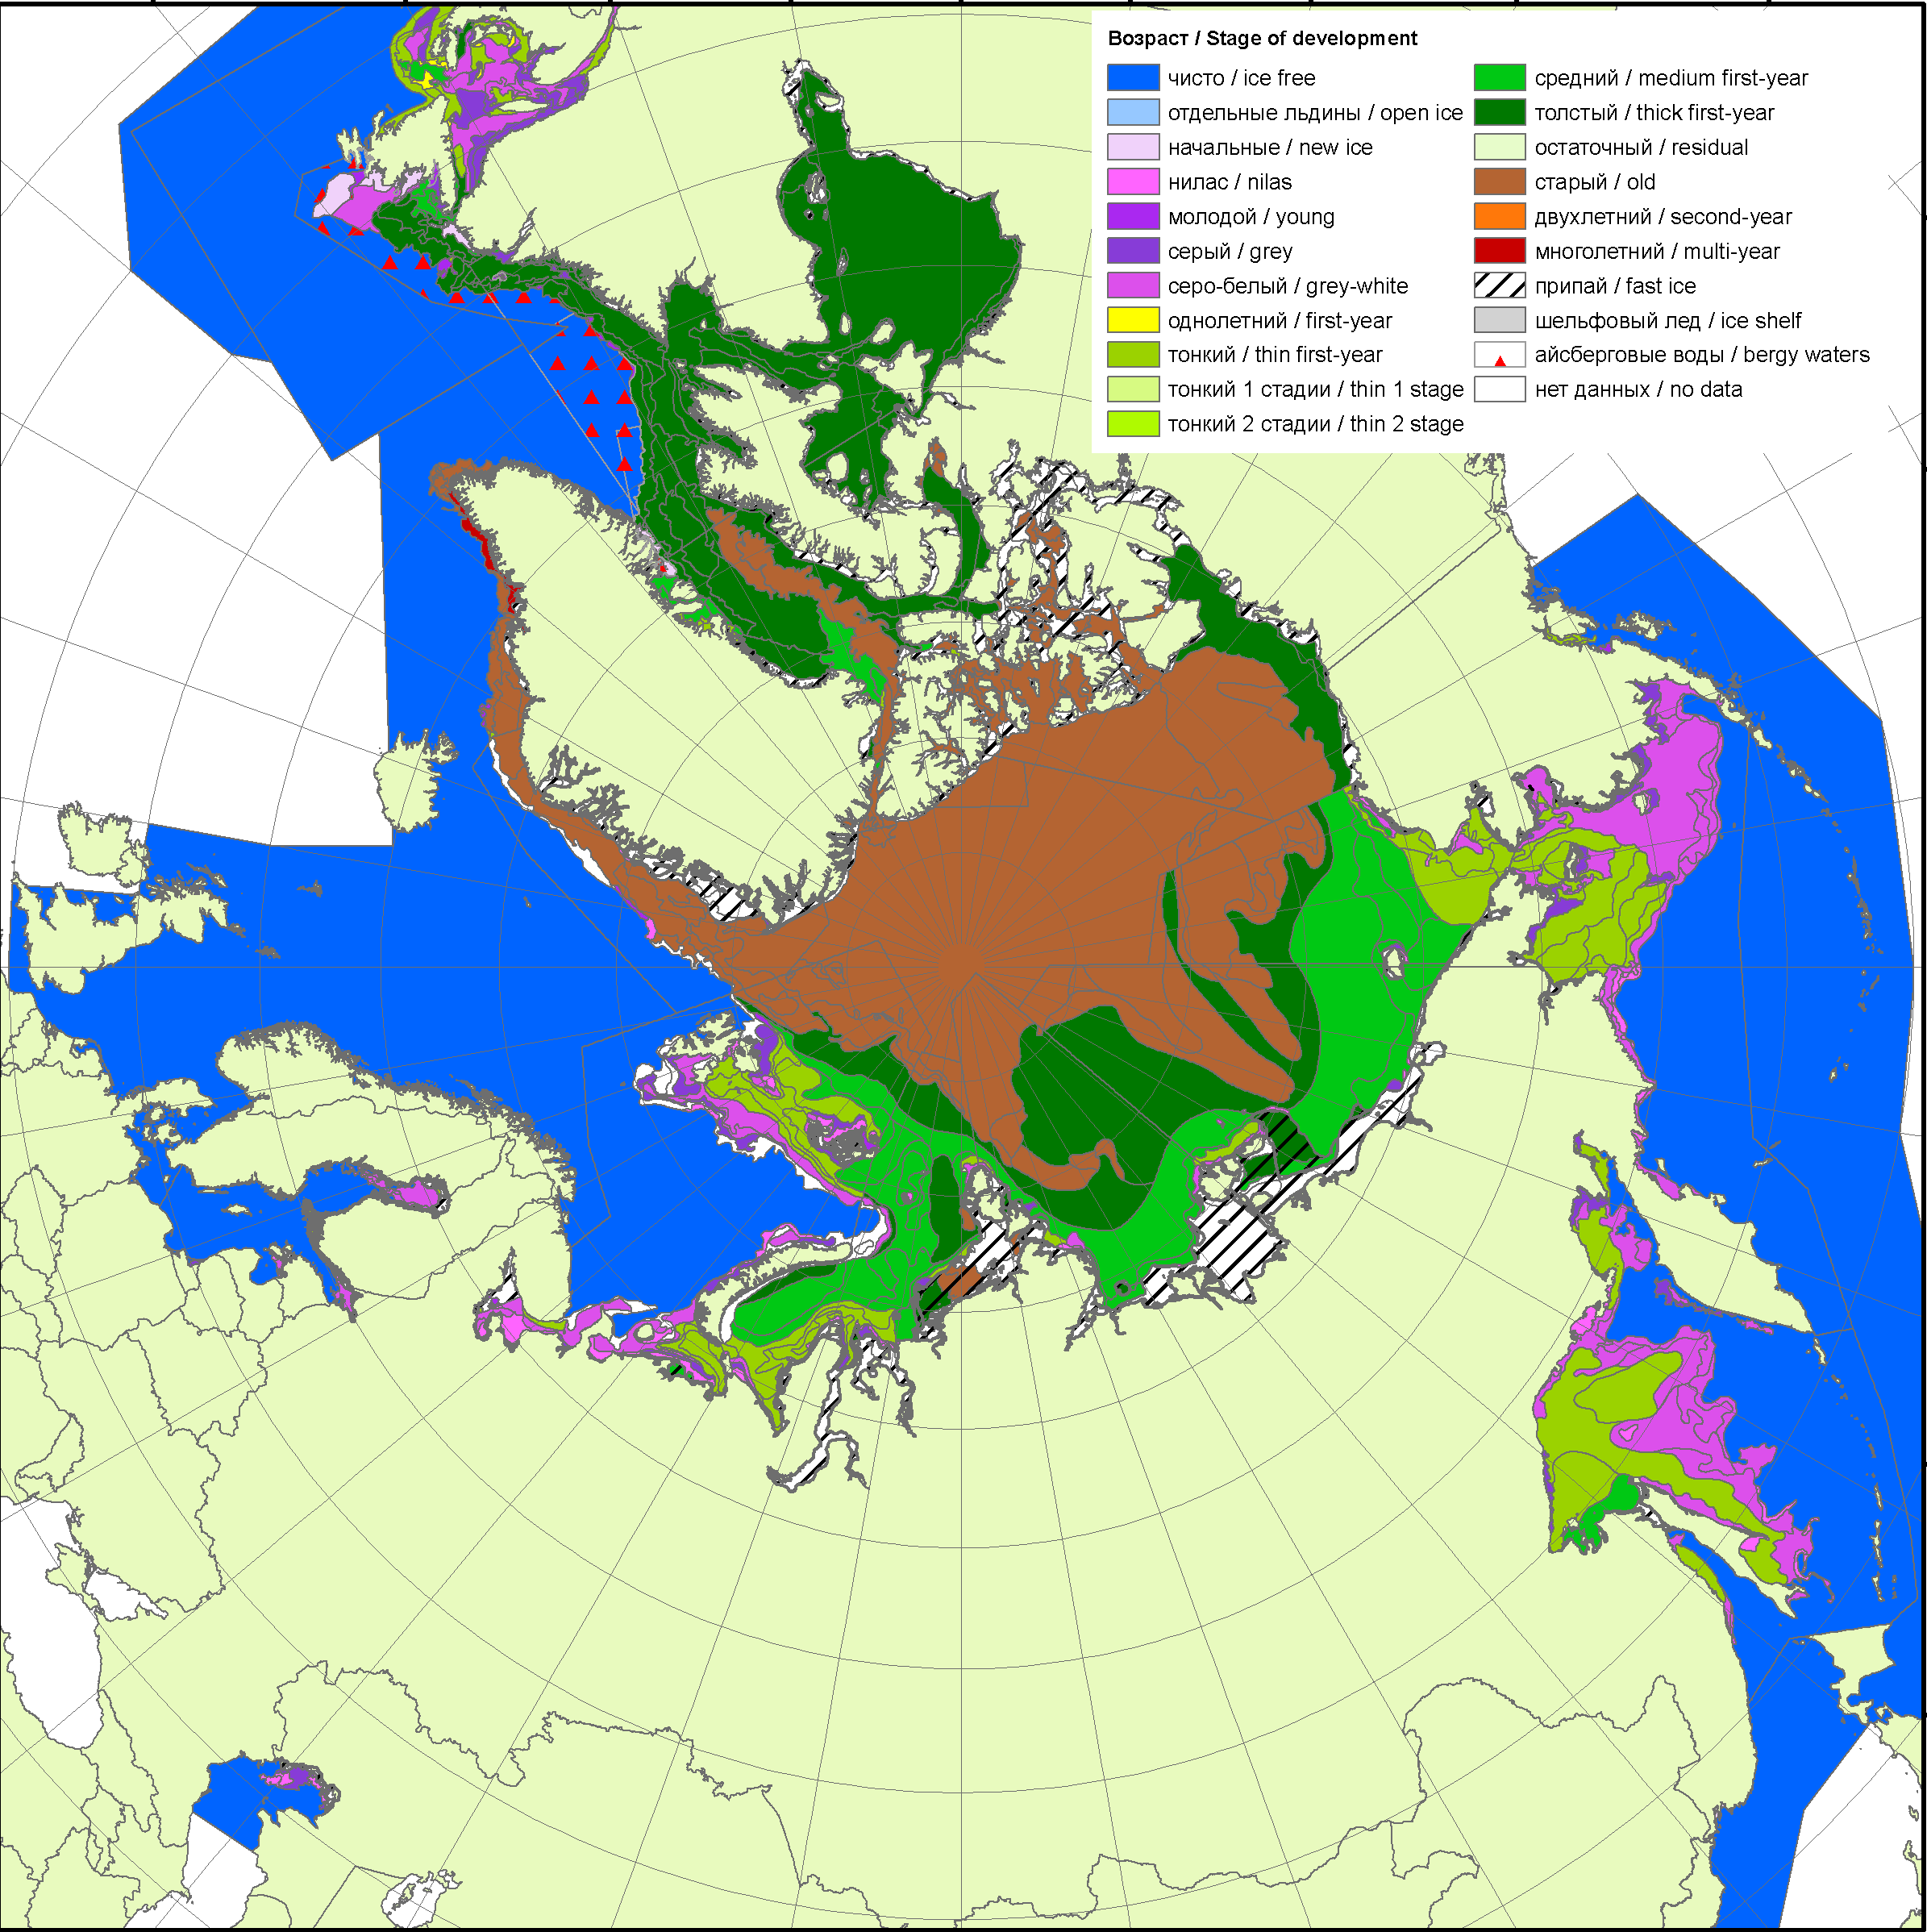 Возраст / Stage of development
чисто / ice free
отдельные льдины / open ice
начальные / new ice
нилас / nilas
молодой / young
серый / grey
серо-белый / grey-white
однолетний / first-year
тонкий / thin first-year
тонкий 1 стадии / thin 1 stage
тонкий 2 стадии / thin 2 stage
средний / medium first-year
толстый / thick first-year
остаточный / residual
старый / old
двухлетний / second-year
многолетний / multi-year
припай / fast ice
шельфовый лед / ice shelf
айсберговые воды / bergy waters
нет данных / no data